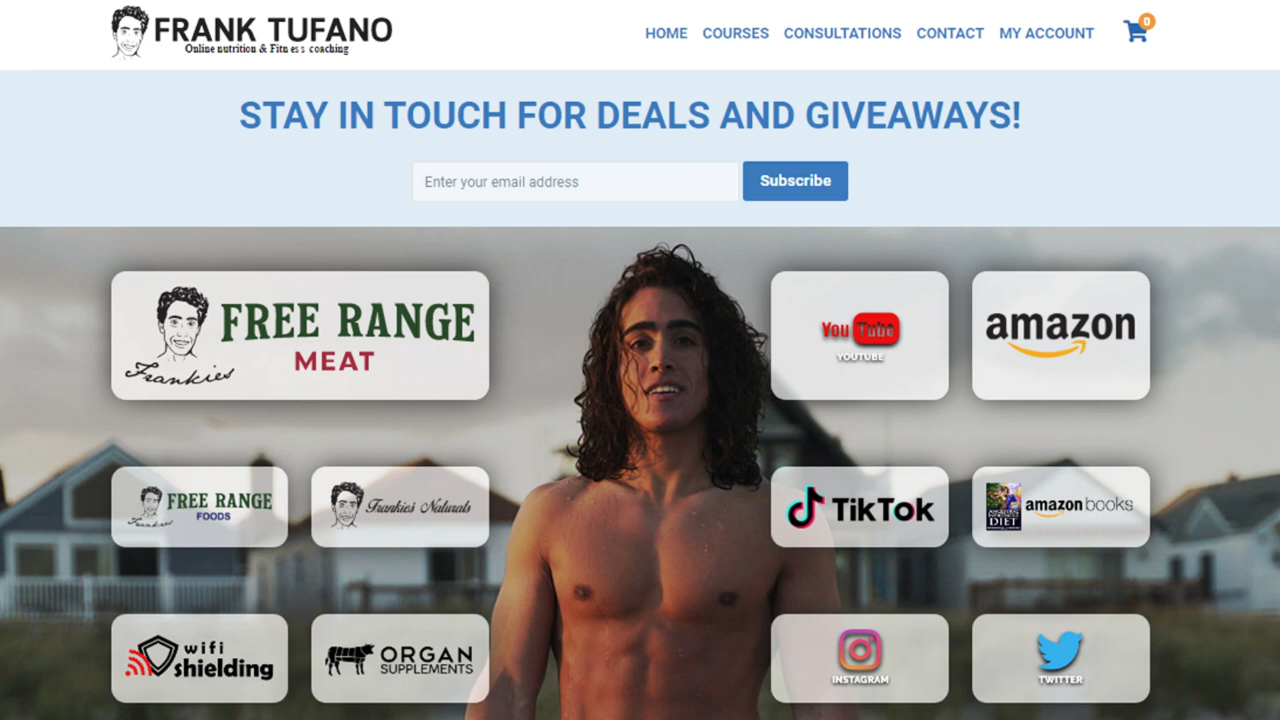 FRANK TUFANO
Online nutrition & Fitness coaching
HOME COURSES CONSULTATIONS CONTACT MY ACCOUNT 0
STAY IN TOUCH FOR DEALS AND GIVEAWAYS!
Enter your email address
Subscribe
FREE RANGE
MEAT
Frankies
YouTube
YOUTUBE
amazon
FREE RANGE
FOODS
Frankies
Frankies Naturals
TikTok
DIET
amazon books
wifi
shielding
ORGAN
SUPPLEMENTS
INSTAGRAM
TWITTER